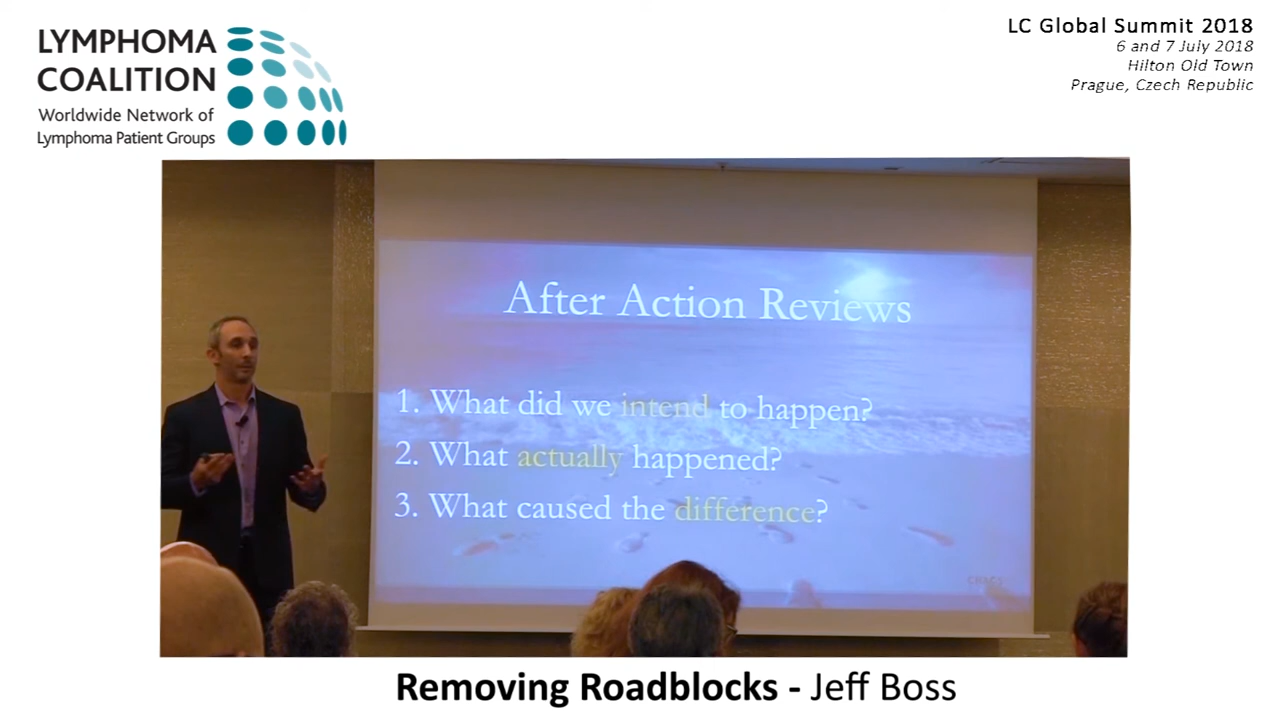 LYMPHOMA
COALITION
Worldwide Network of
Lymphoma Patient Groups
LC Global Summit 2018
6 and 7 July 2018
Hilton Old Town
Prague, Czech Republic
After Action Reviews
1. What did we intend to happen?
2. What actually happened?
3. What caused the difference?
CHAOS
Removing Roadblocks - Jeff Boss